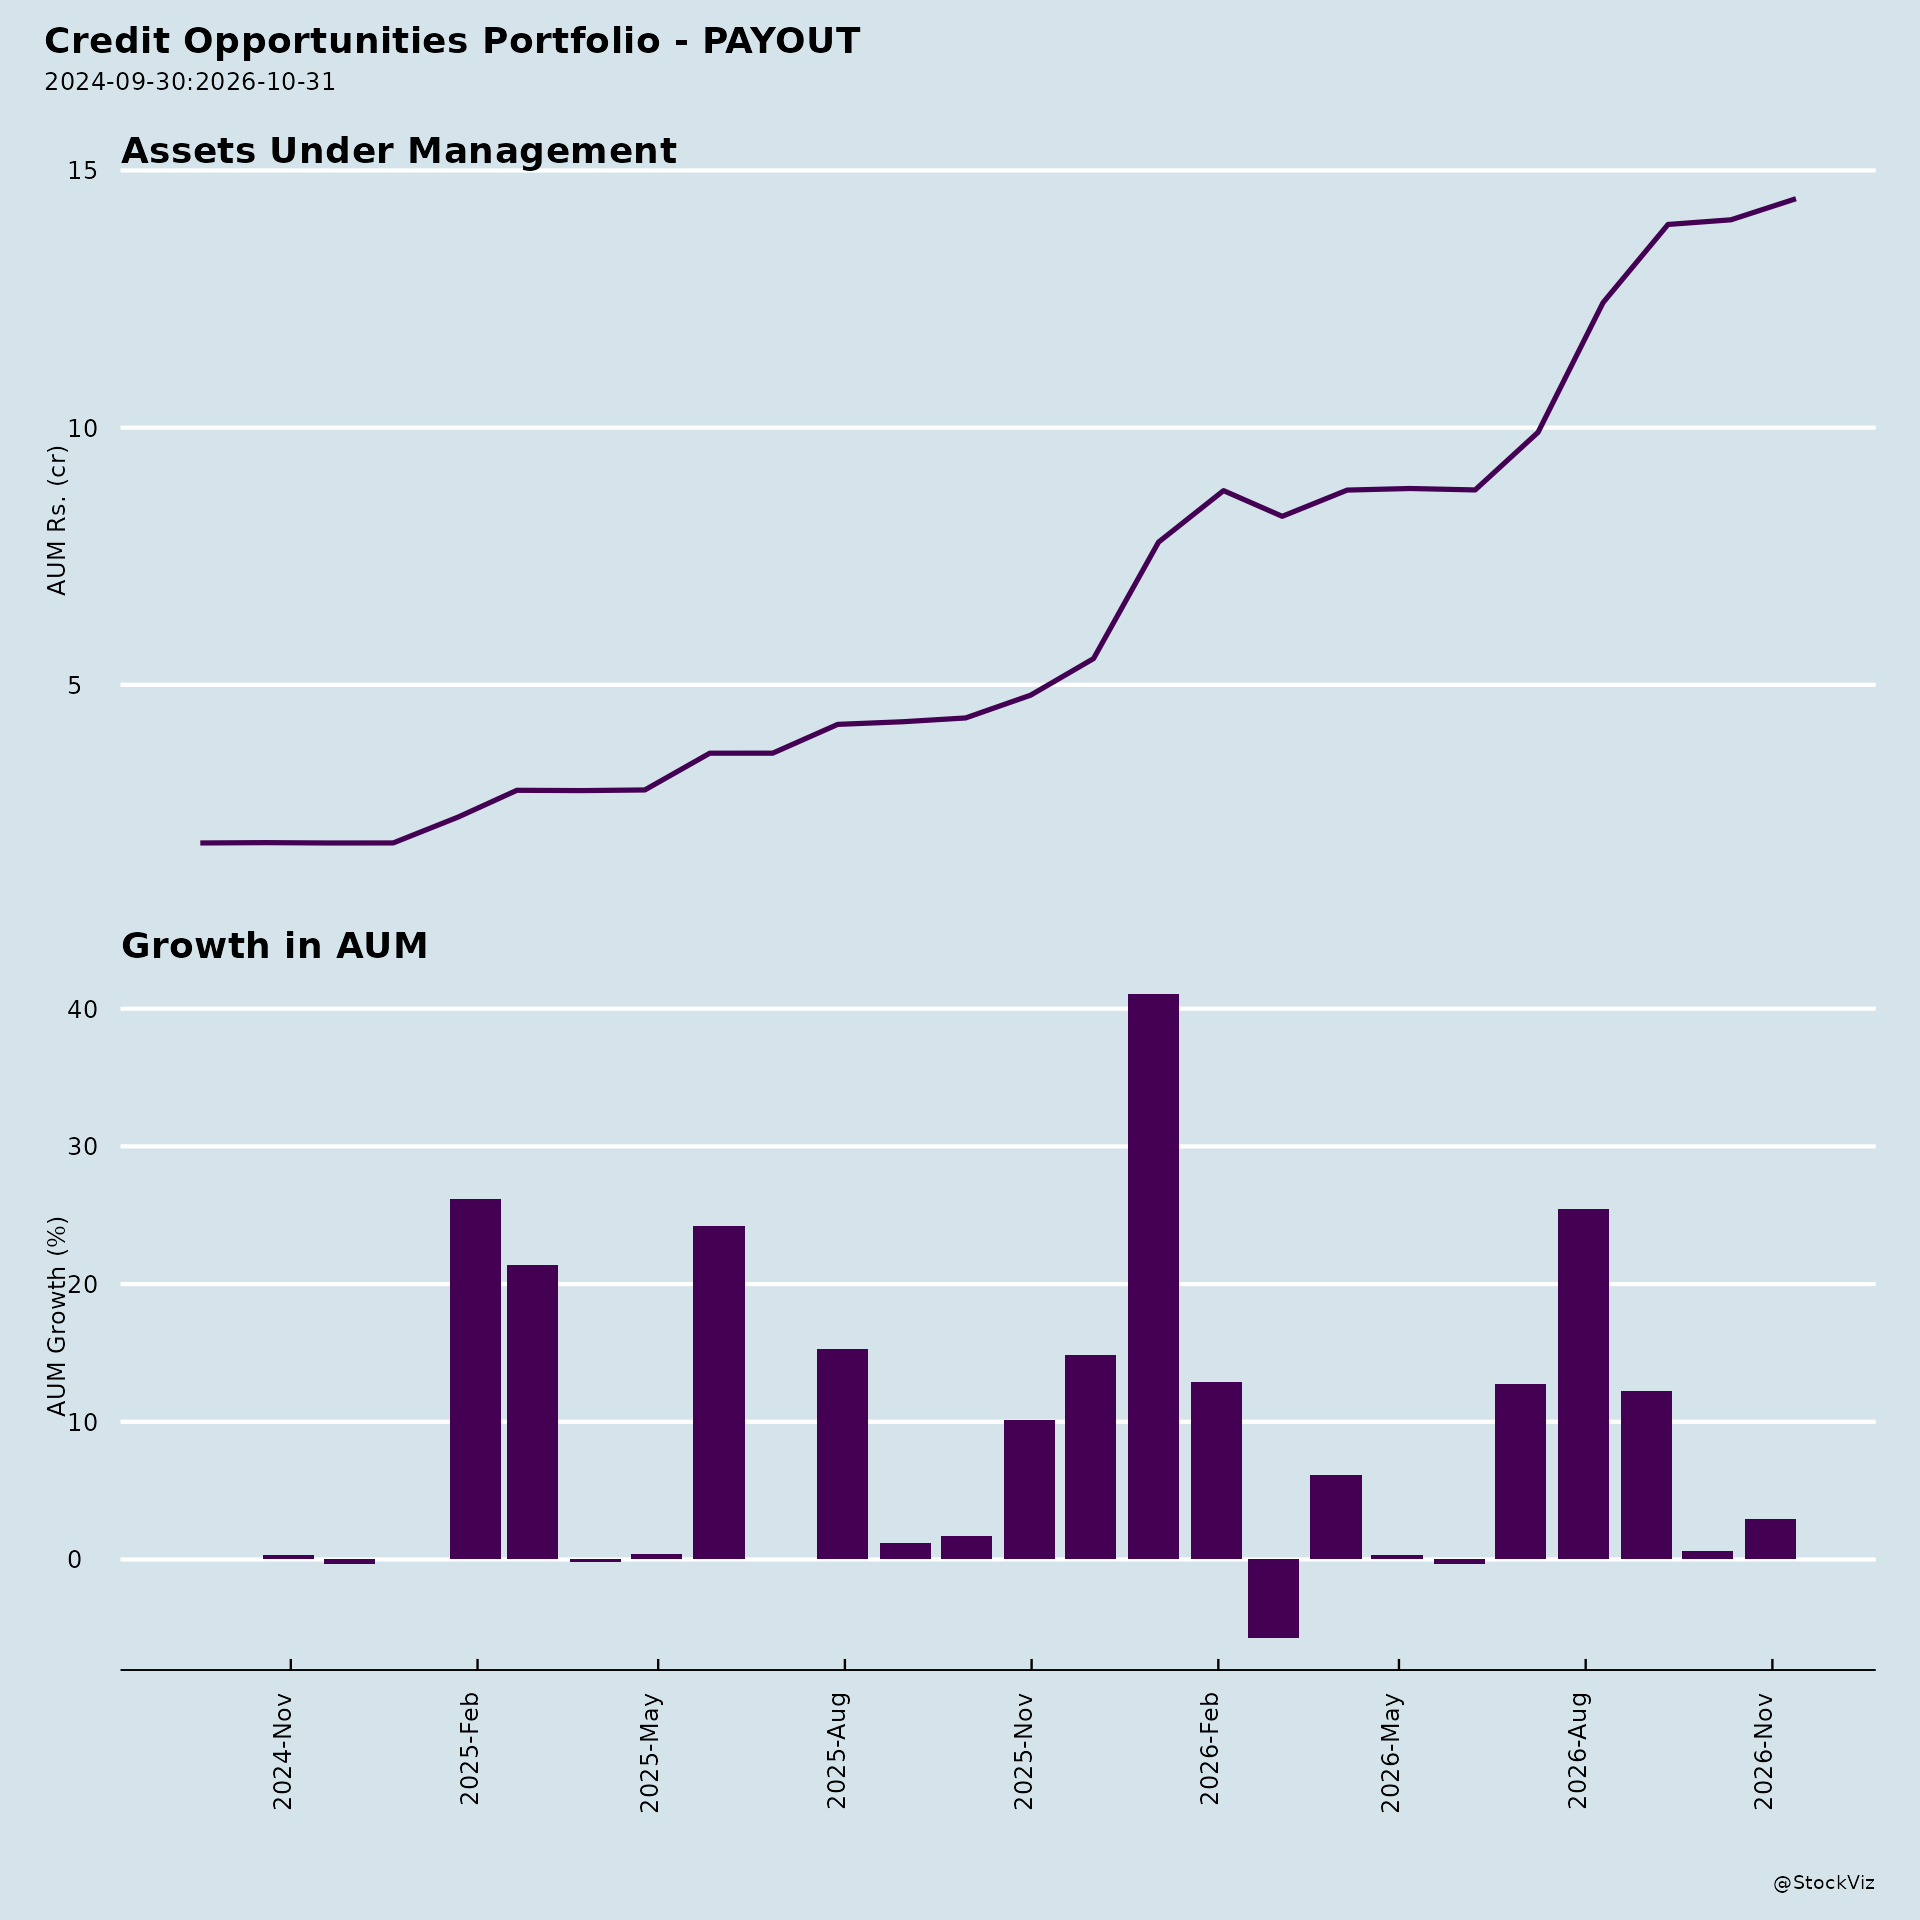 Credit Opportunities Portfolio - PAYOUT
2024-09-30:2026-10-31
Assets Under Management
15
10
5
AUM Rs. (cr)
Growth in AUM
40
30
20
10
0
AUM Growth (%)
2024-Nov
2025-Feb
2025-May
2025-Aug
2025-Nov
2026-Feb
2026-May
2026-Aug
2026-Nov
@StockViz